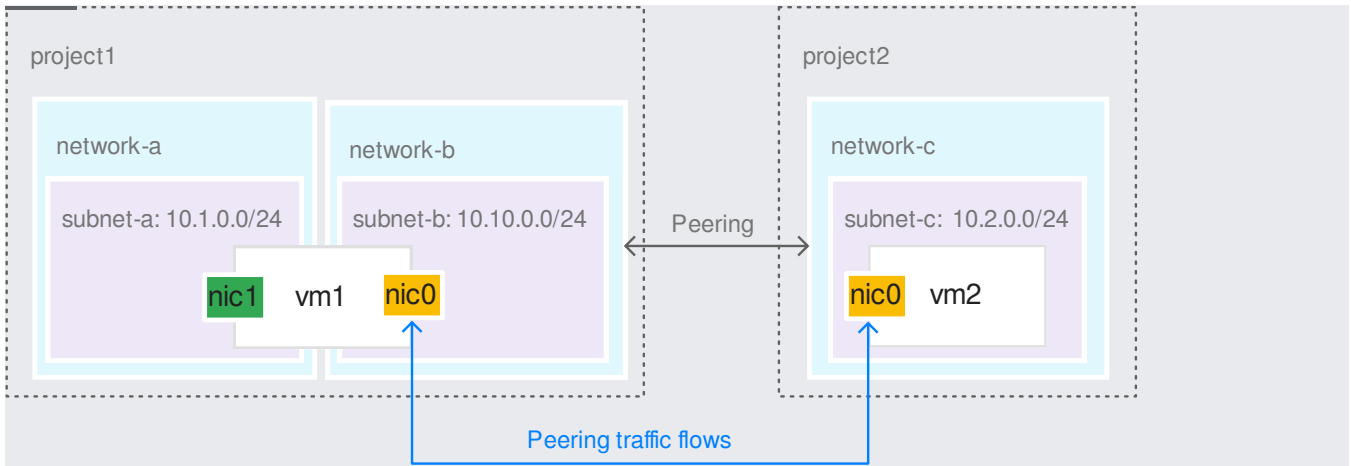 project1
project2
network-a
network-b
network-c
subnet-a: 10.1.0.0/24
subnet-b: 10.10.0.0/24
Peering
subnet-c: 10.2.0.0/24
nic1
vm1
nic0
nic0
vm2
Peering traffic flows